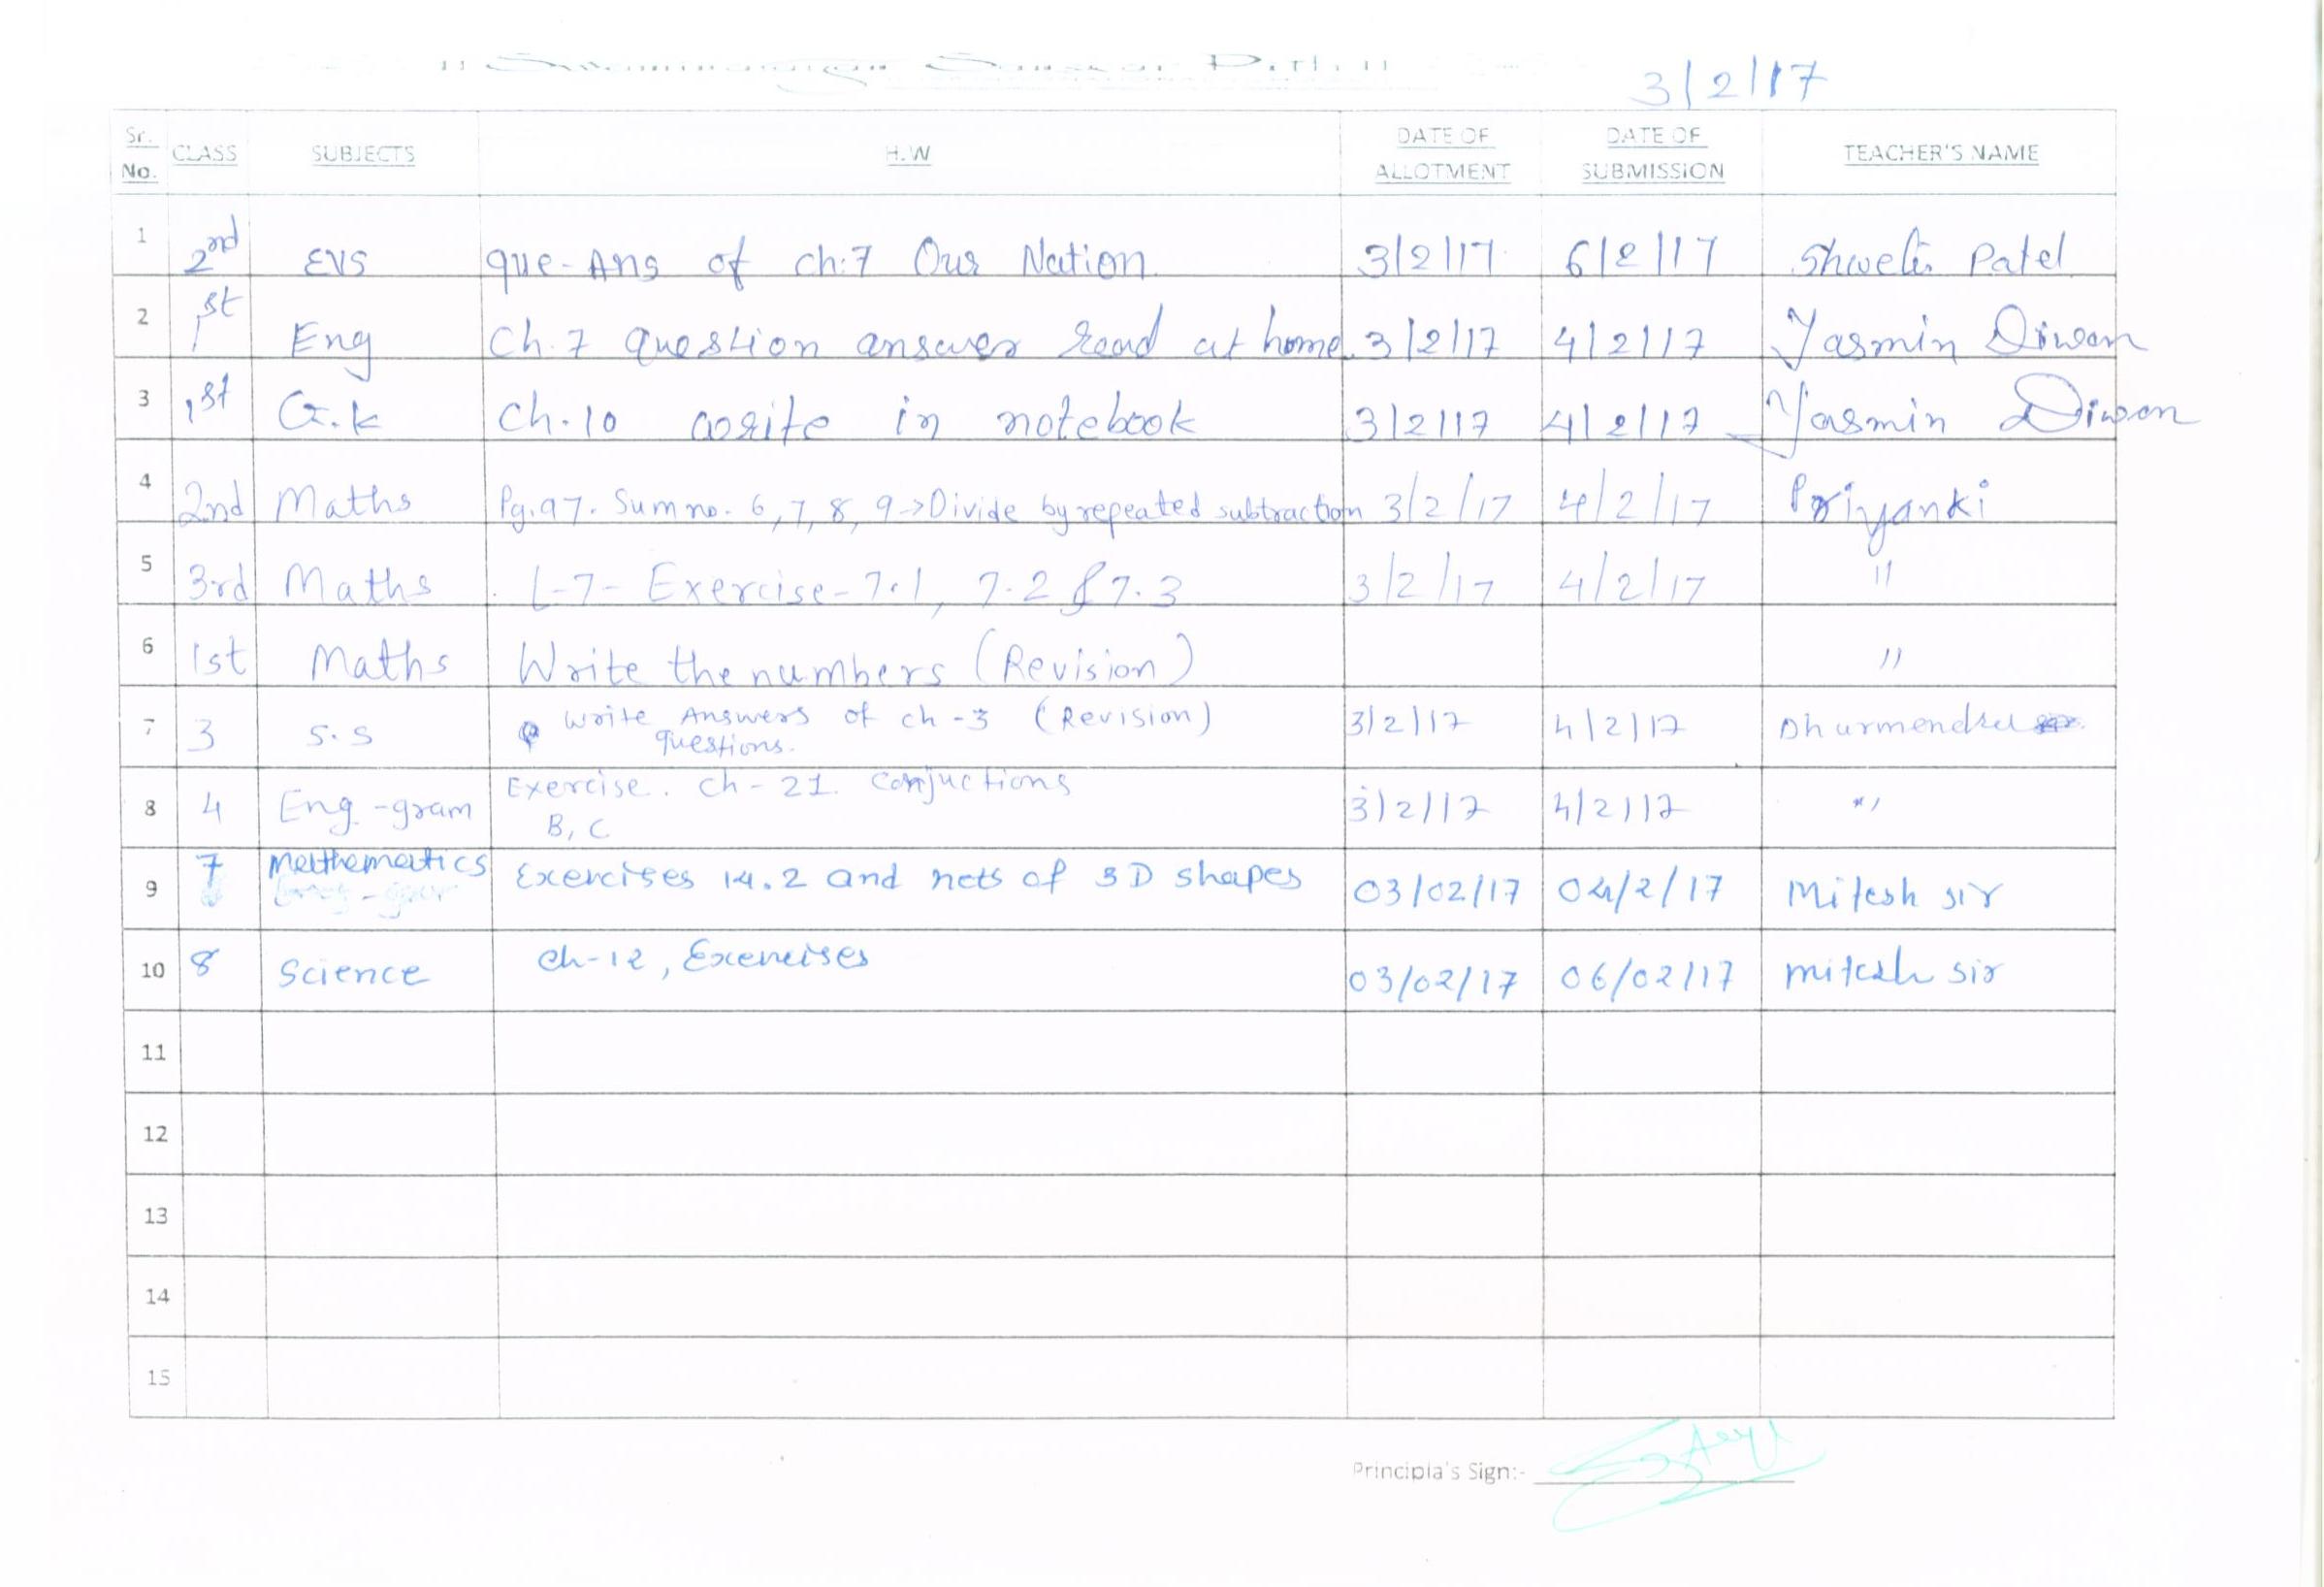 3/2/17
Sr. No. CLASS SUBJECTS H.W DATE OF ALLOTMENT DATE OF SUBMISSION TEACHER'S NAME
1 2nd EVS que-Ans of ch:7 Our Nation 3/2/17 6/2/17 Shweta Patel
2 1st Eng Ch.7 question answer read at home. 3/2/17 4/2/17 Yasmin Diwan
3 1st G.k Ch.10 write in notebook 3/2/17 4/2/17 Yasmin Diwan
4 2nd Maths Pg.97. Sum no. 6, 7, 8, 9->Divide by repeated subtraction 3/2/17 4/2/17 Priyanki
5 3rd Maths L-7- Exercise-7.1, 7.2 & 7.3 3/2/17 4/2/17 "
6 1st Maths Write the numbers (Revision) "
7 3 S.S Write Answers of ch-3 (Revision) 3/2/17 4/2/17 Dharmendra
questions.
8 4 Eng-gram Exercise. ch-21. Conjuctions 3/2/17 4/2/17 "
B, C
9 7 Mathematics Exercises 14.2 and nets of 3D shapes 03/02/17 04/2/17 Mitesh sir
10 8 Science ch-12, Exercises 03/02/17 06/02/17 mitesh sir
11
12
13
14
15
Principla's Sign:-